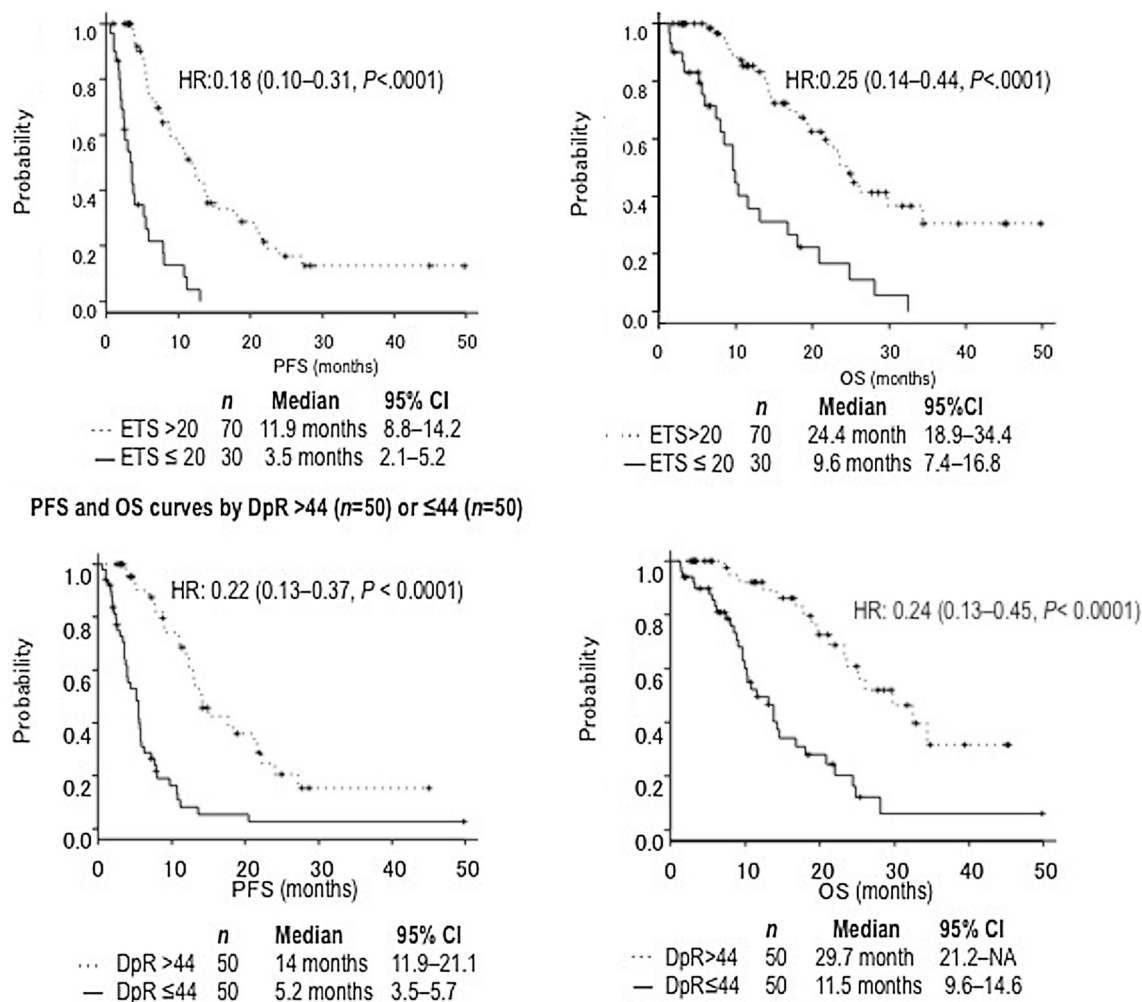 1.0
0.8
0.6
0.4
0.2
0.0
Probability
HR:0.18 (0.10–0.31, P<.0001)
0 10 20 30 40 50
PFS (months)
n Median 95% CI
ETS >20 70 11.9 months 8.8–14.2
ETS ≤ 20 30 3.5 months 2.1–5.2
1.0
0.8
0.6
0.4
0.2
0.0
Probability
HR:0.25 (0.14–0.44, P<.0001)
0 10 20 30 40 50
OS (months)
n Median 95%CI
ETS>20 70 24.4 month 18.9–34.4
ETS ≤ 20 30 9.6 months 7.4–16.8
PFS and OS curves by DpR >44 (n=50) or ≤44 (n=50)
1.0
0.8
0.6
0.4
0.2
0.0
Probability
HR: 0.22 (0.13–0.37, P < 0.0001)
0 10 20 30 40 50
PFS (months)
n Median 95% CI
DpR >44 50 14 months 11.9–21.1
DpR ≤44 50 5.2 months 3.5–5.7
1.0
0.8
0.6
0.4
0.2
0.0
Probability
HR: 0.24 (0.13–0.45, P< 0.0001)
0 10 20 30 40 50
OS (months)
n Median 95% CI
DpR>44 50 29.7 month 21.2–NA
DpR≤44 50 11.5 months 9.6–14.6